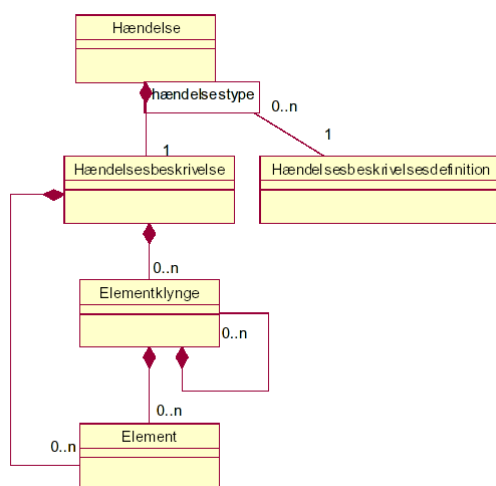 Hændelse
hændelsestype
0..n
1
1
Hændelsesbeskrivelse
Hændelsesbeskrivelsesdefinition
0..n
Elementklynge
0..n
0..n
0..n
Element